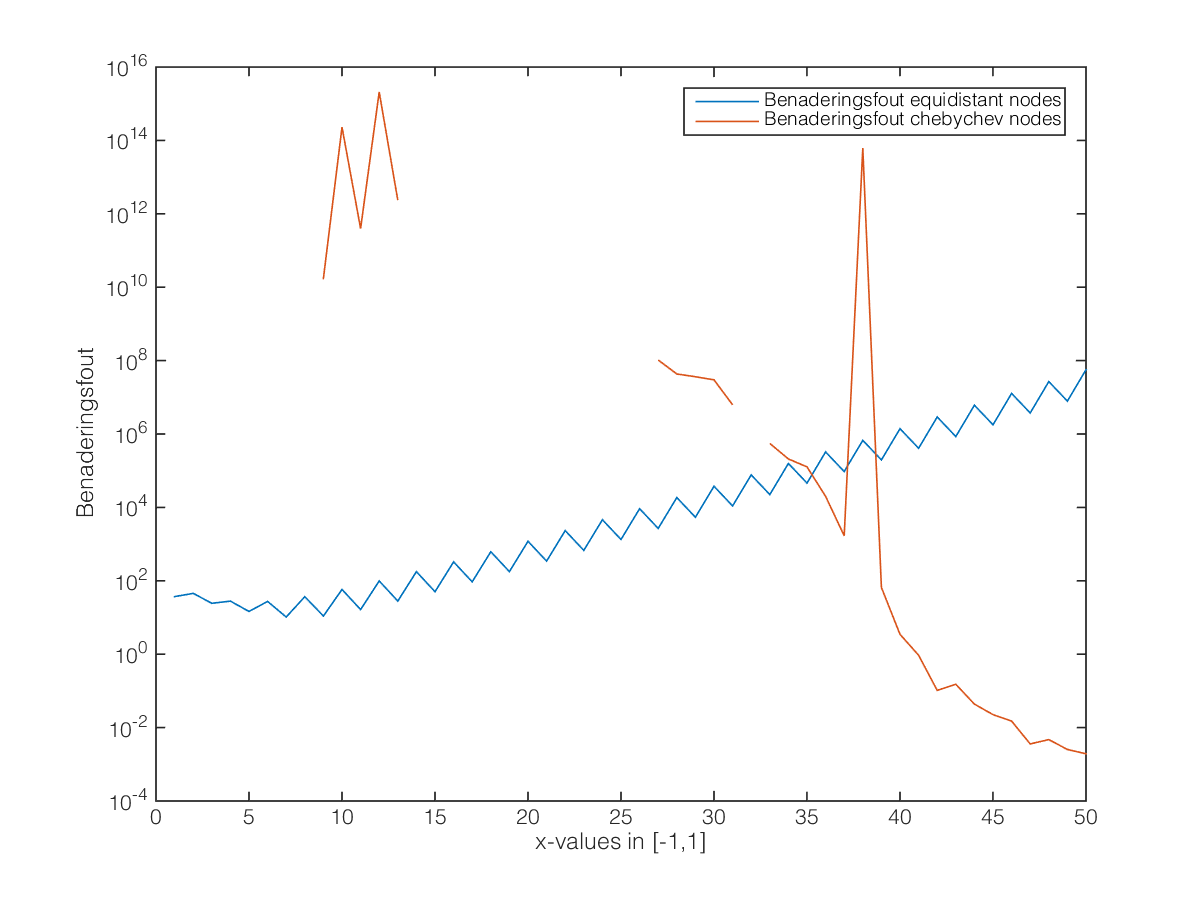 10^16
10^14
10^12
10^10
10^8
10^6
10^4
10^2
10^0
10^-2
10^-4
Benaderingsfout
Benaderingsfout equidistant nodes
Benaderingsfout chebychev nodes
0 5 10 15 20 25 30 35 40 45 50
x-values in [-1,1]